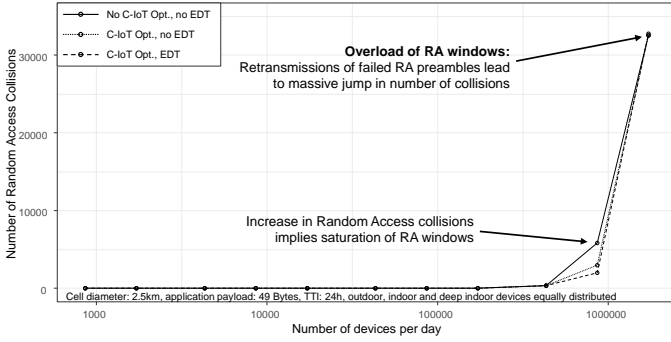 No C-IoT Opt., no EDT
C-IoT Opt., no EDT
C-IoT Opt., EDT
Overload of RA windows:
Retransmissions of failed RA preambles lead
to massive jump in number of collisions
Increase in Random Access collisions
implies saturation of RA windows
Number of Random Access Collisions
30000
20000
10000
0
Cell diameter: 2.5km, application payload: 49 Bytes, TTI: 24h, outdoor, indoor and deep indoor devices equally distributed
1000
10000
100000
1000000
Number of devices per day